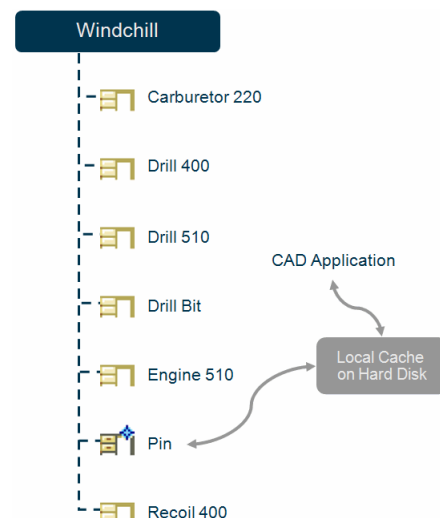 Windchill
Carburetor 220
Drill 400
Drill 510
CAD Application
Drill Bit
Local Cache
on Hard Disk
Engine 510
Pin
Recoil 400